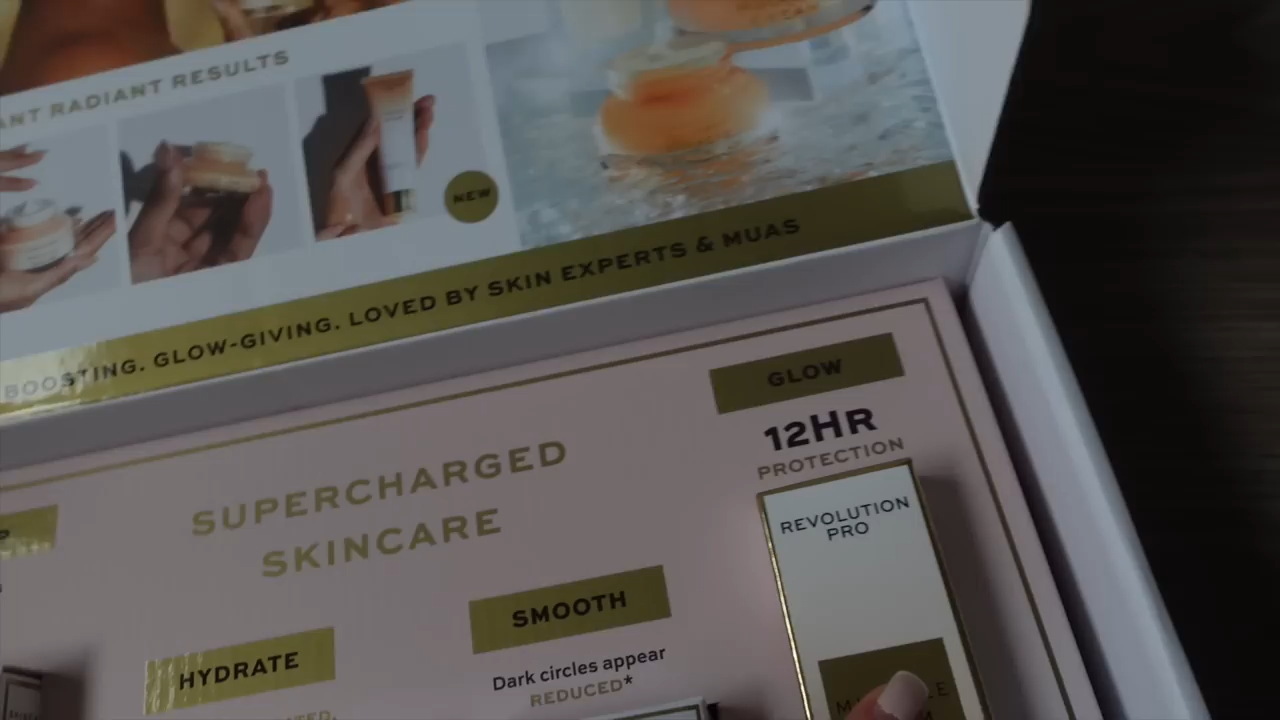 RADIANT RESULTS
NEW
BOOSTING. GLOW-GIVING. LOVED BY SKIN EXPERTS & MUAS
GLOW
12HR
PROTECTION
SUPERCHARGED
SKINCARE
REVOLUTION
PRO
SMOOTH
Dark circles appear
REDUCED*
HYDRATE